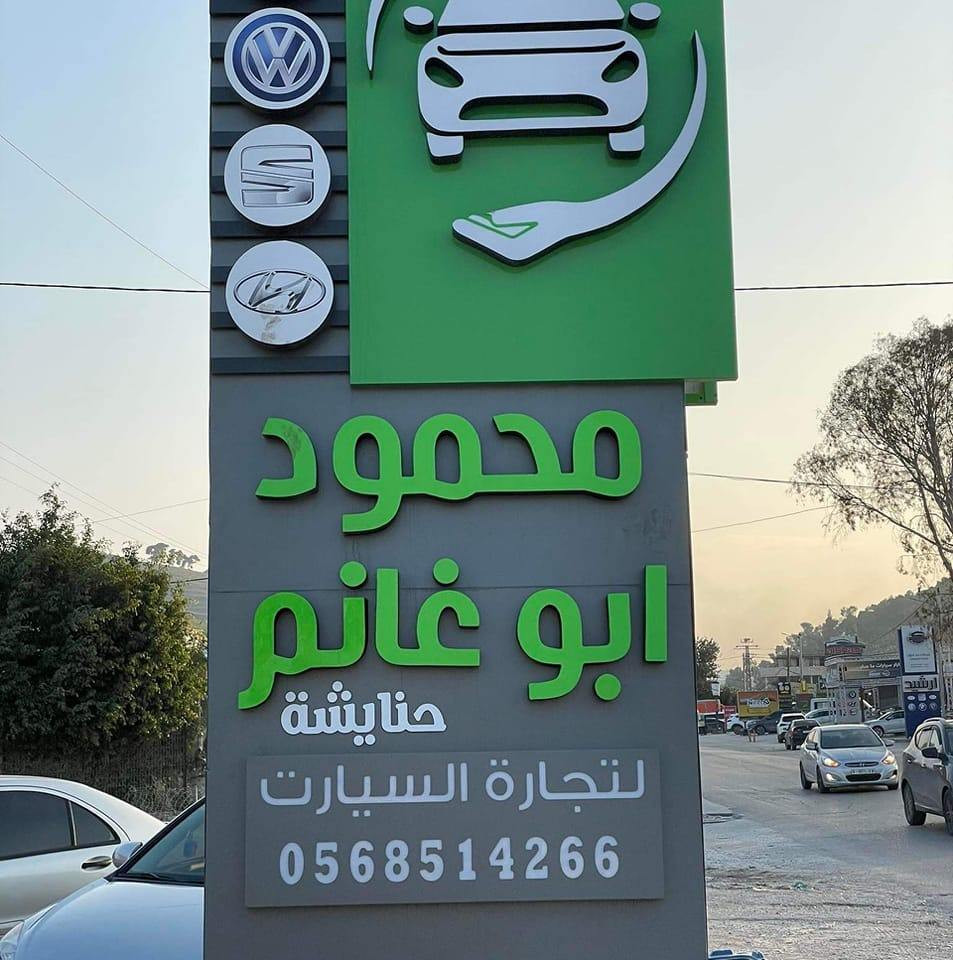 محمود
ابو غانم
حنايشة
لتجارة السيارت
0568514266